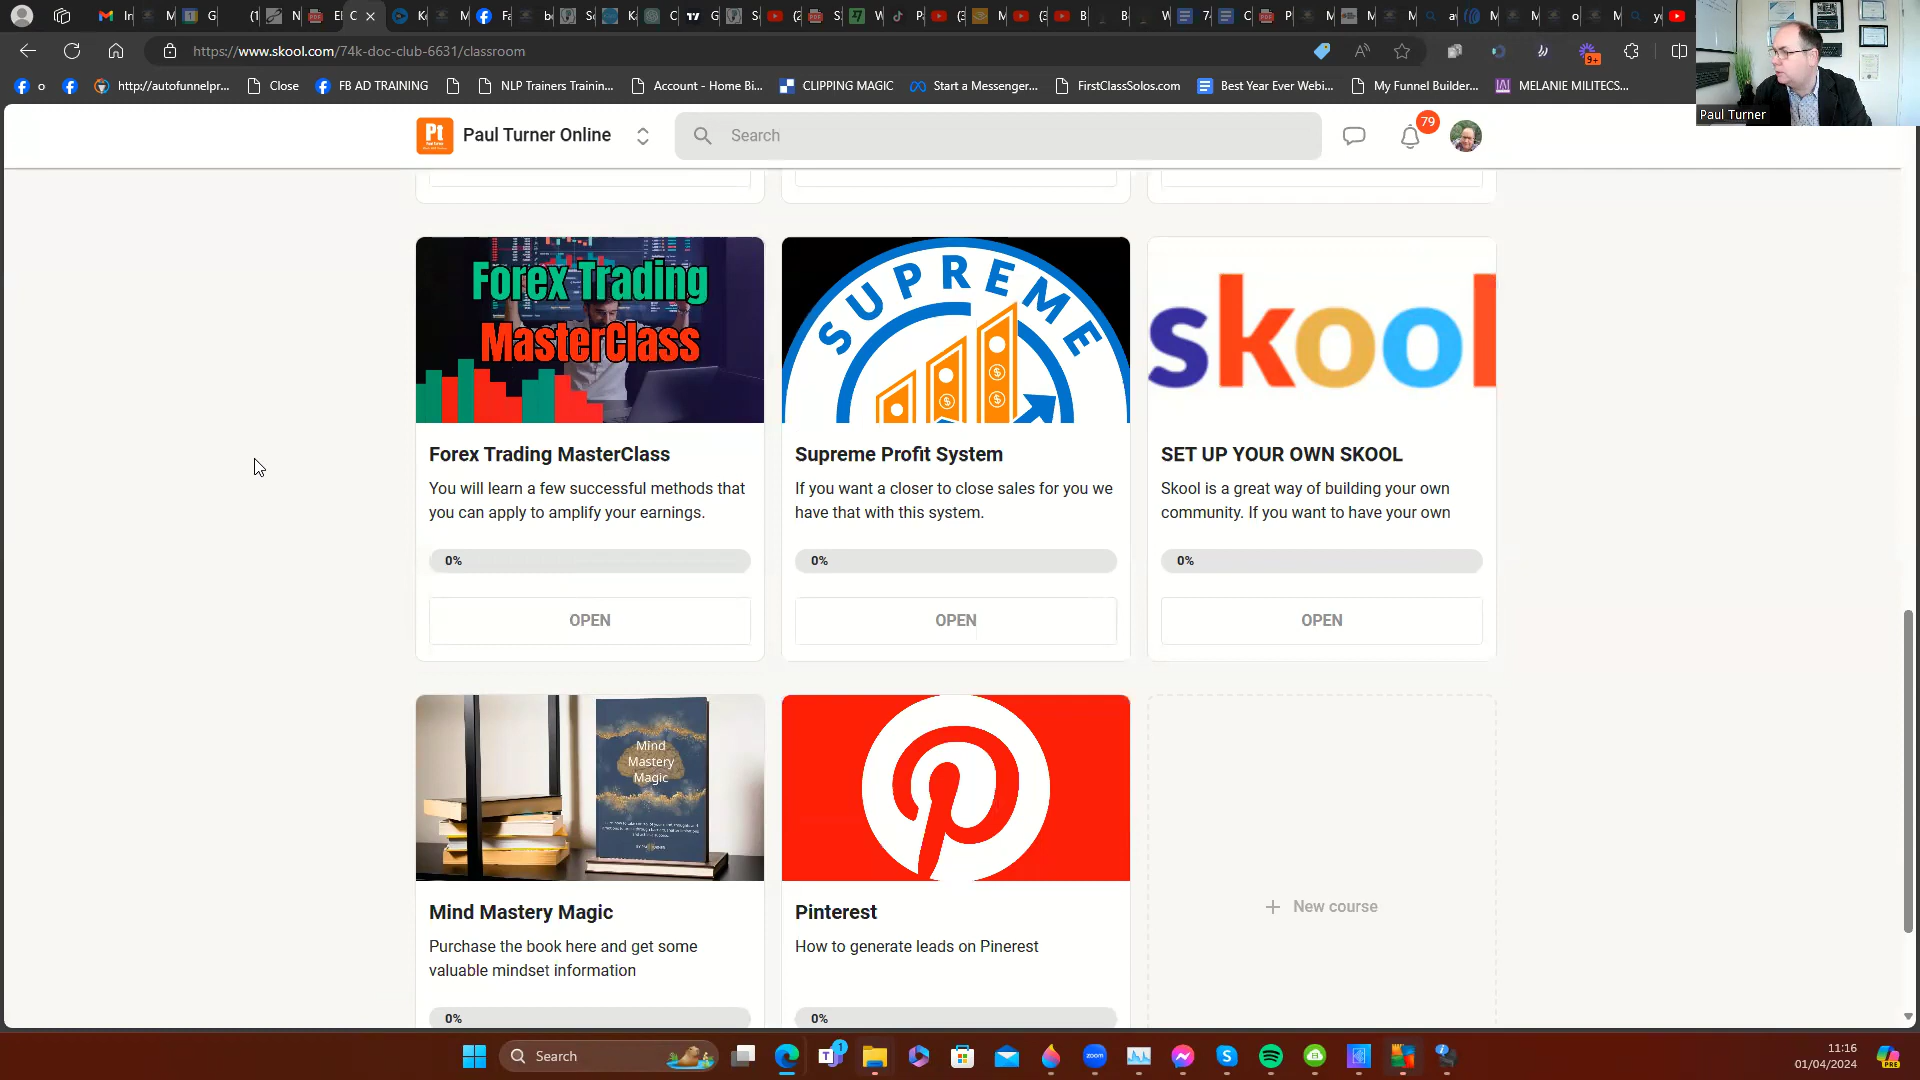 https://www.skool.com/74k-doc-club-6631/classroom
9+
http://autofunnelpr...
Close
FB AD TRAINING
NLP Trainers Trainin...
Account - Home Bi...
CLIPPING MAGIC
Start a Messenger...
FirstClassSolos.com
Best Year Ever Webi...
My Funnel Builder...
MELANIE MILITECS...
Paul Turner
Pt
Paul Turner Online
Search
79
Forex Trading
MasterClass
SUPREME
skool
Forex Trading MasterClass
You will learn a few successful methods that
you can apply to amplify your earnings.
0%
OPEN
Supreme Profit System
If you want a closer to close sales for you we
have that with this system.
0%
OPEN
SET UP YOUR OWN SKOOL
Skool is a great way of building your own
community. If you want to have your own
0%
OPEN
Mind
Mastery
Magic
Mind Mastery Magic
Purchase the book here and get some
valuable mindset information
0%
Pinterest
How to generate leads on Pinerest
0%
+ New course
Search
1
zoom
11:16
01/04/2024
PRE